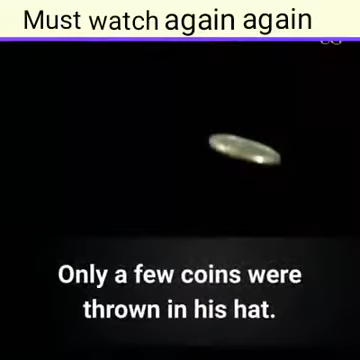 Must watch again again
Only a few coins were
thrown in his hat.